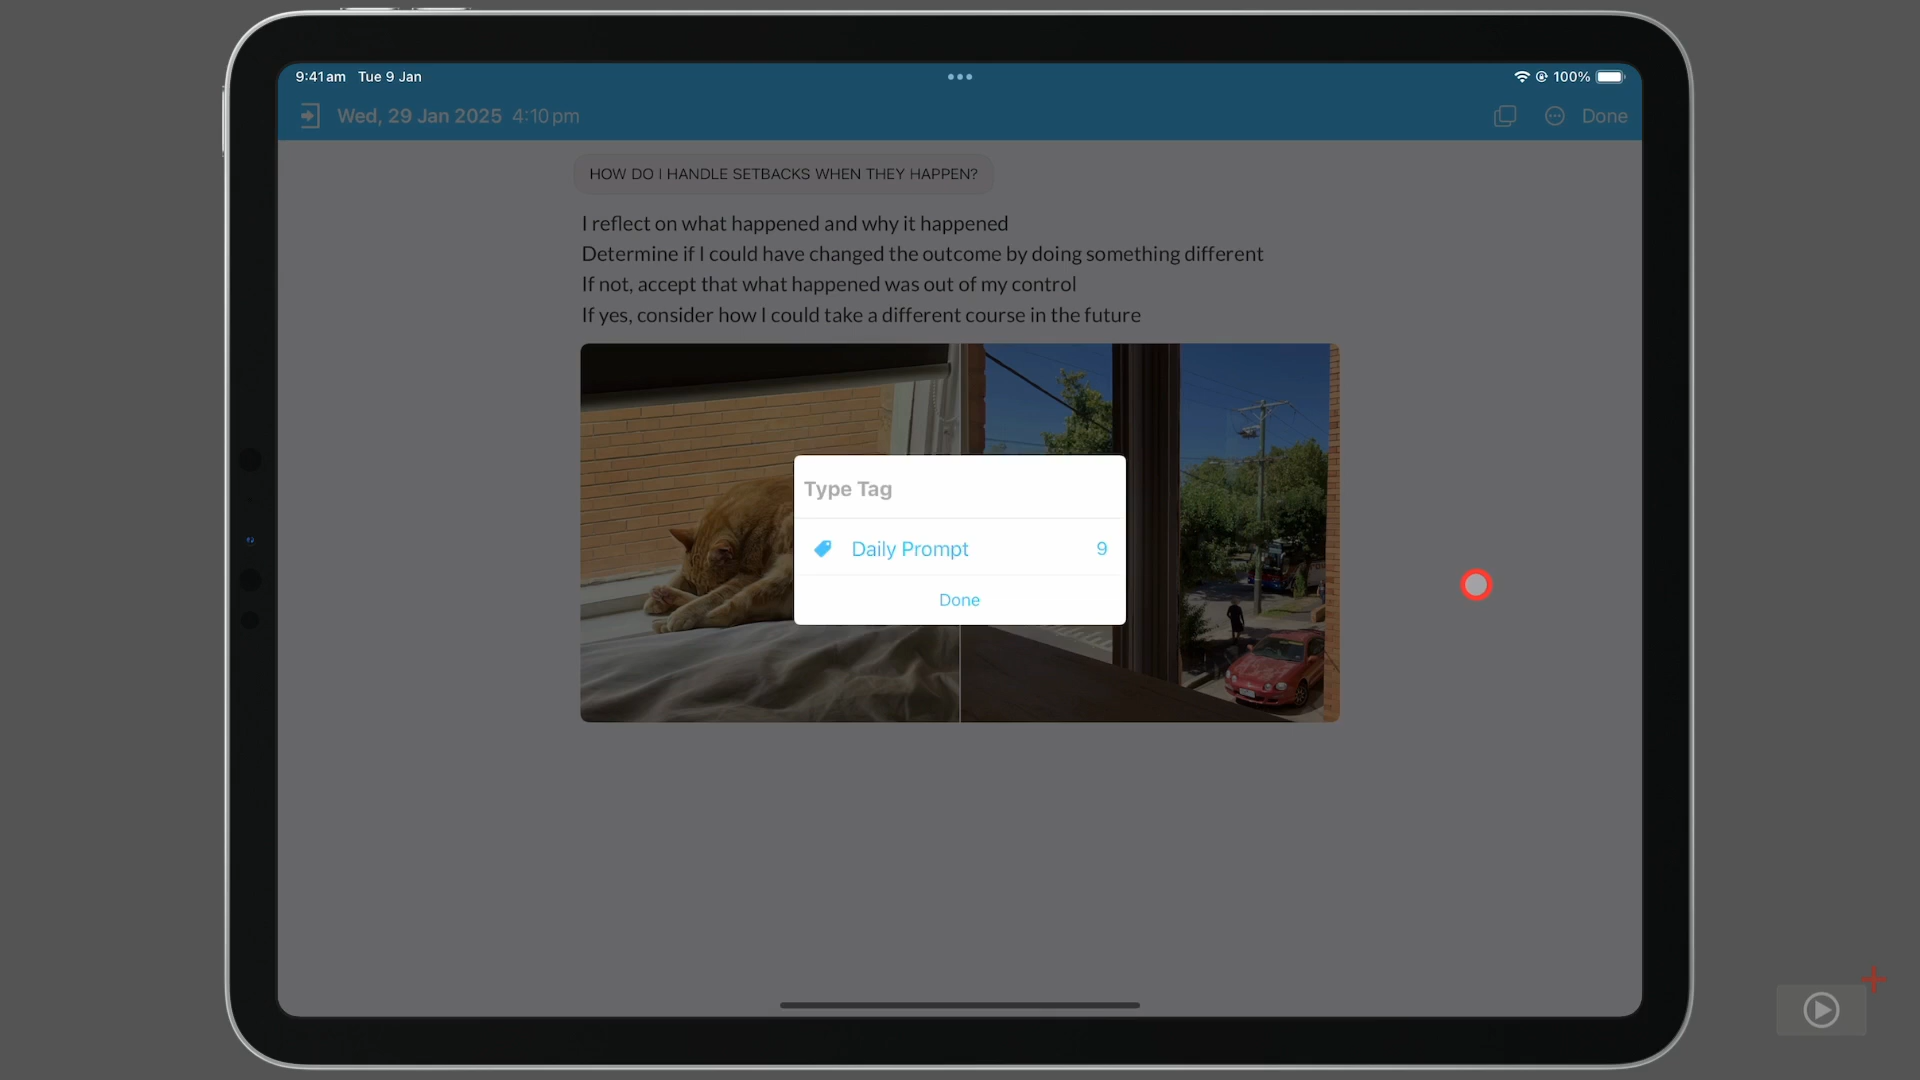 9:41 am Tue 9 Jan
100%
Wed, 29 Jan 2025 4:10 pm
Done
HOW DO I HANDLE SETBACKS WHEN THEY HAPPEN?
I reflect on what happened and why it happened
Determine if I could have changed the outcome by doing something different
If not, accept that what happened was out of my control
If yes, consider how I could take a different course in the future
Type Tag
Daily Prompt 9
Done